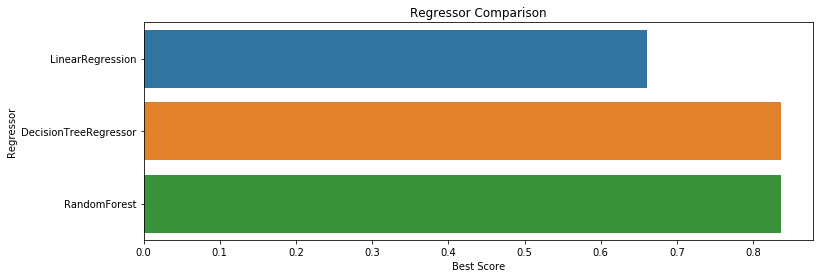 Regressor Comparison
Regressor
LinearRegression
DecisionTreeRegressor
RandomForest
0.0 0.1 0.2 0.3 0.4 0.5 0.6 0.7 0.8
Best Score